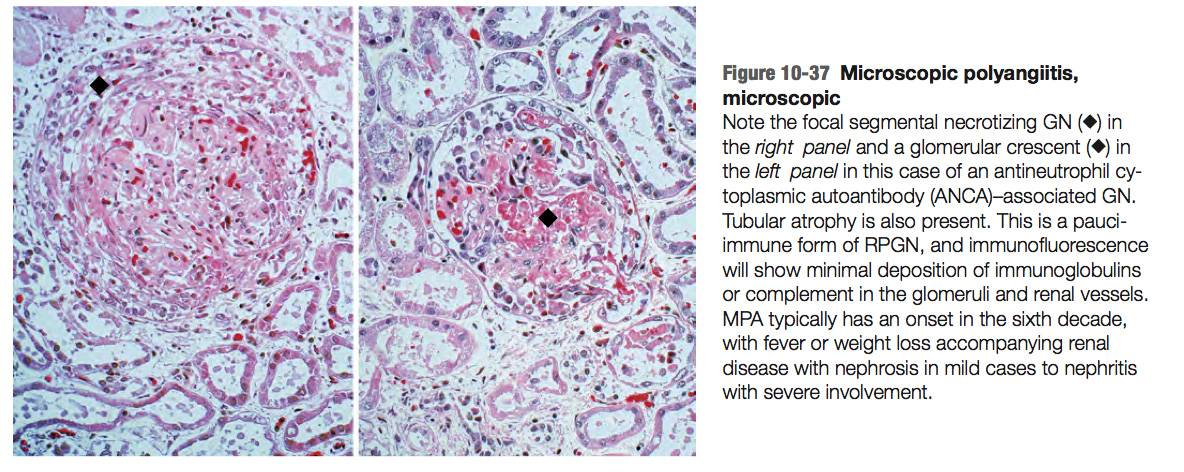 Figure 10-37 Microscopic polyangiitis,
microscopic
Note the focal segmental necrotizing GN (◆) in
the right panel and a glomerular crescent (◆) in
the left panel in this case of an antineutrophil cy-
toplasmic autoantibody (ANCA)–associated GN.
Tubular atrophy is also present. This is a pauci-
immune form of RPGN, and immunofluorescence
will show minimal deposition of immunoglobulins
or complement in the glomeruli and renal vessels.
MPA typically has an onset in the sixth decade,
with fever or weight loss accompanying renal
disease with nephrosis in mild cases to nephritis
with severe involvement.